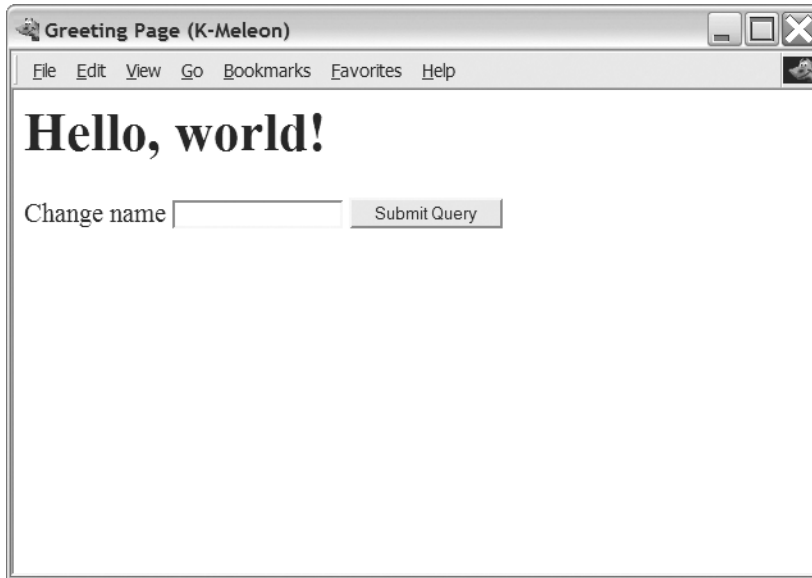 Greeting Page (K-Meleon)
File Edit View Go Bookmarks Favorites Help
Hello, world!
Change name Submit Query